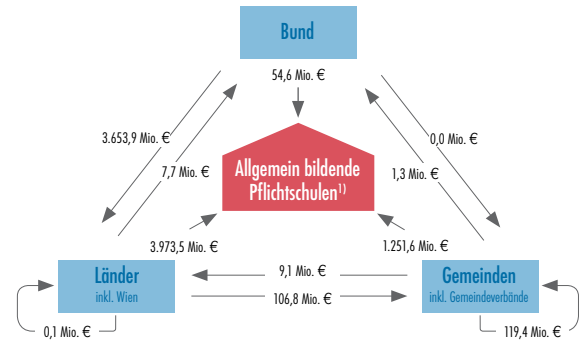 Bund
54,6 Mio. €
3.653,9 Mio. €
0,0 Mio. €
7,7 Mio. €
1,3 Mio. €
Allgemein bildende
Pflichtschulen1)
3.973,5 Mio. €
1.251,6 Mio. €
Länder
inkl. Wien
9,1 Mio. €
106,8 Mio. €
Gemeinden
inkl. Gemeindeverbände
0,1 Mio. €
119,4 Mio. €